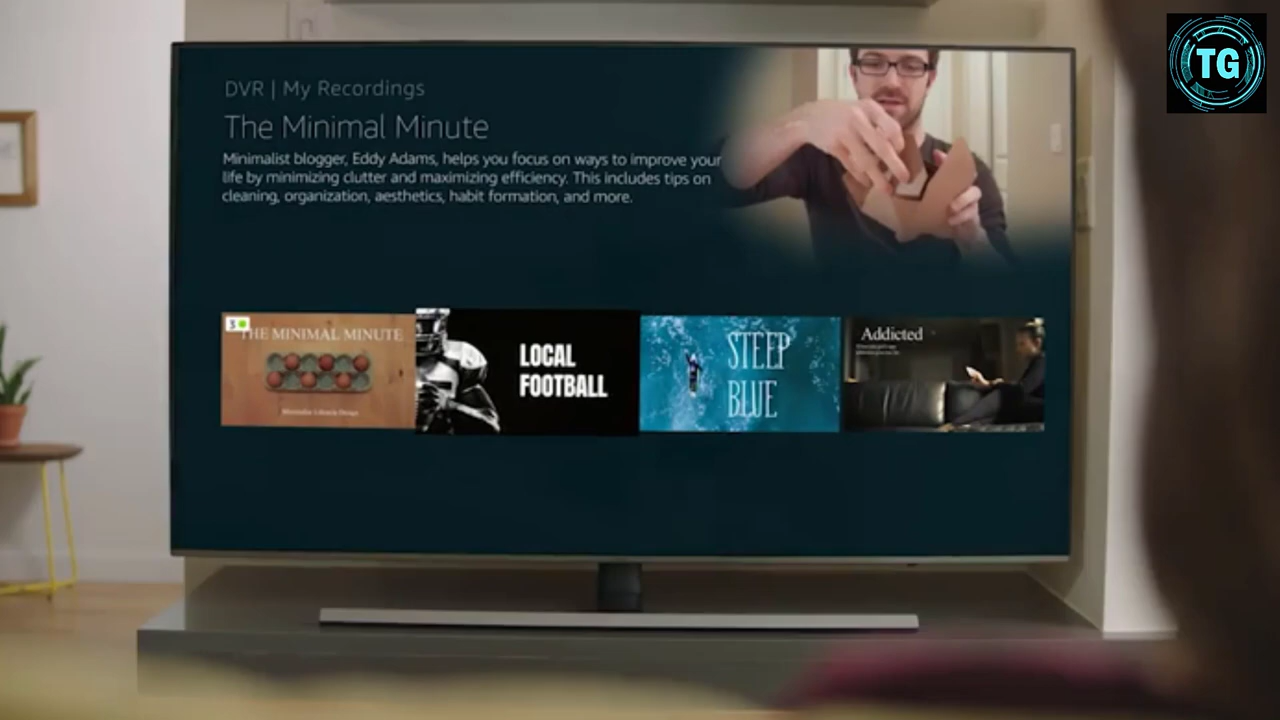 TG
DVR | My Recordings
The Minimal Minute
Minimalist blogger, Eddy Adams, helps you focus on ways to improve your
life by minimizing clutter and maximizing efficiency. This includes tips on
cleaning, organization, aesthetics, habit formation, and more.
3
THE MINIMAL MINUTE
LOCAL
FOOTBALL
STEEP
BLUE
Addicted